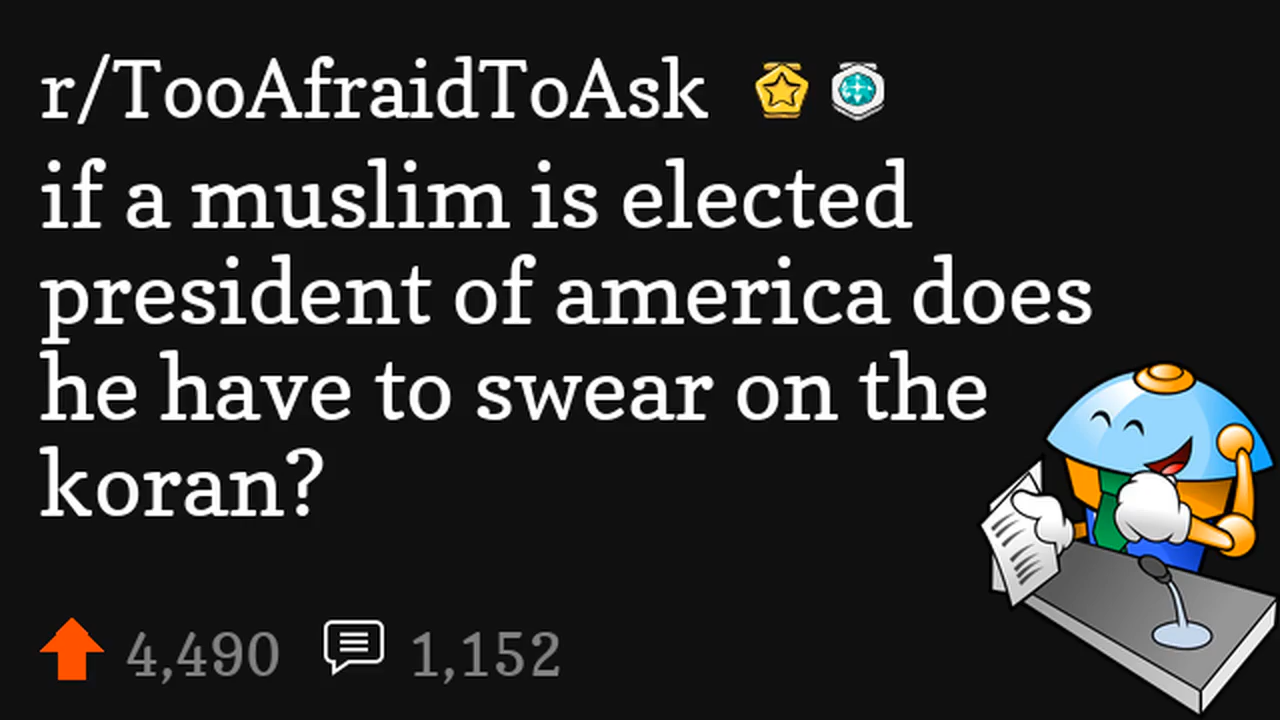 r/TooAfraidToAsk
if a muslim is elected
president of america does
he have to swear on the
koran?
4,490 1,152